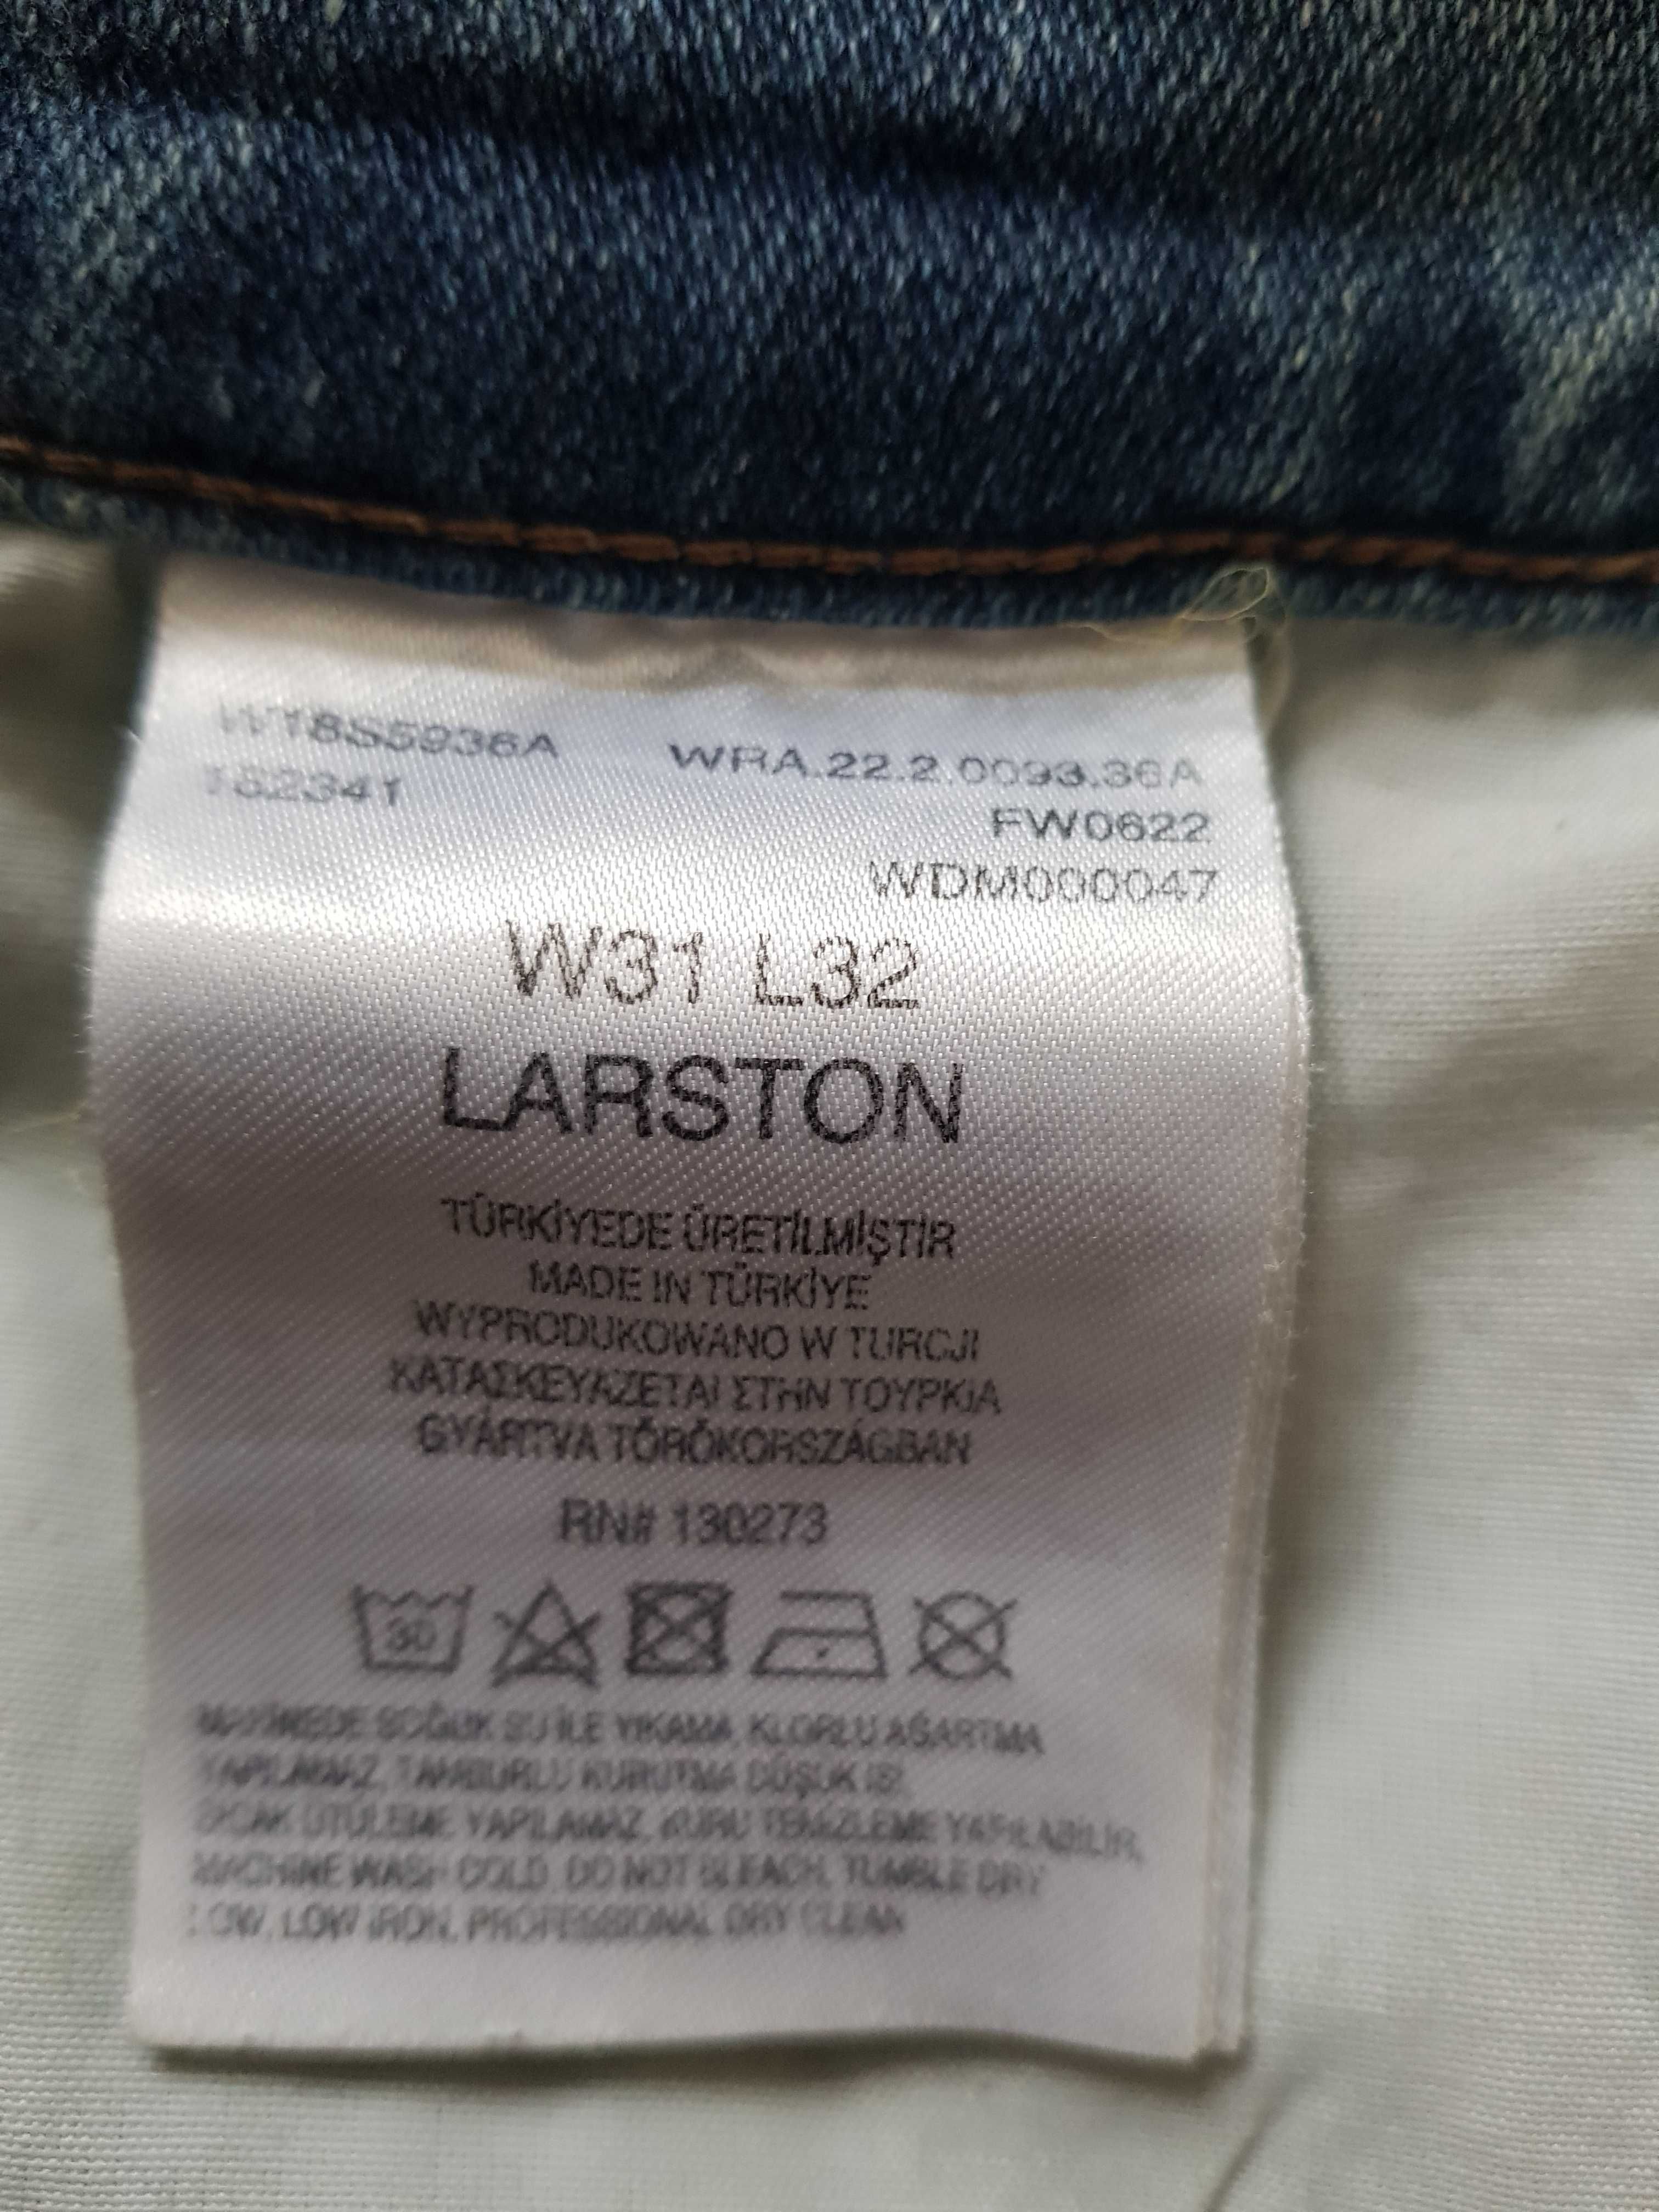 W18S5936A WRA.22.2.0093.36A
162341 FW0622
WDM000047
W31 L32
LARSTON
TÜRKİYEDE ÜRETİLMİŞTİR
MADE IN TÜRKİYE
WYPRODUKOWANO W TURCJI
ΚΑΤΑΣΚΕΥΑΖΕΤΑΙ ΣΤΗΝ ΤΟΥΡΚΙΑ
GYÁRTVA TÖRÖKORSZÁGBAN
RN# 130273
30
MAKİNEDE SOĞUK SU İLE YIKAMA, KLORLU AĞARTMA
YAPILAMAZ, TAMBURLU KURUTMA DÜŞÜK ISI,
SICAK ÜTÜLEME YAPILAMAZ, KURU TEMİZLEME YAPILABİLİR,
MACHINE WASH COLD, DO NOT BLEACH, TUMBLE DRY
LOW, LOW IRON, PROFESSIONAL DRY CLEAN